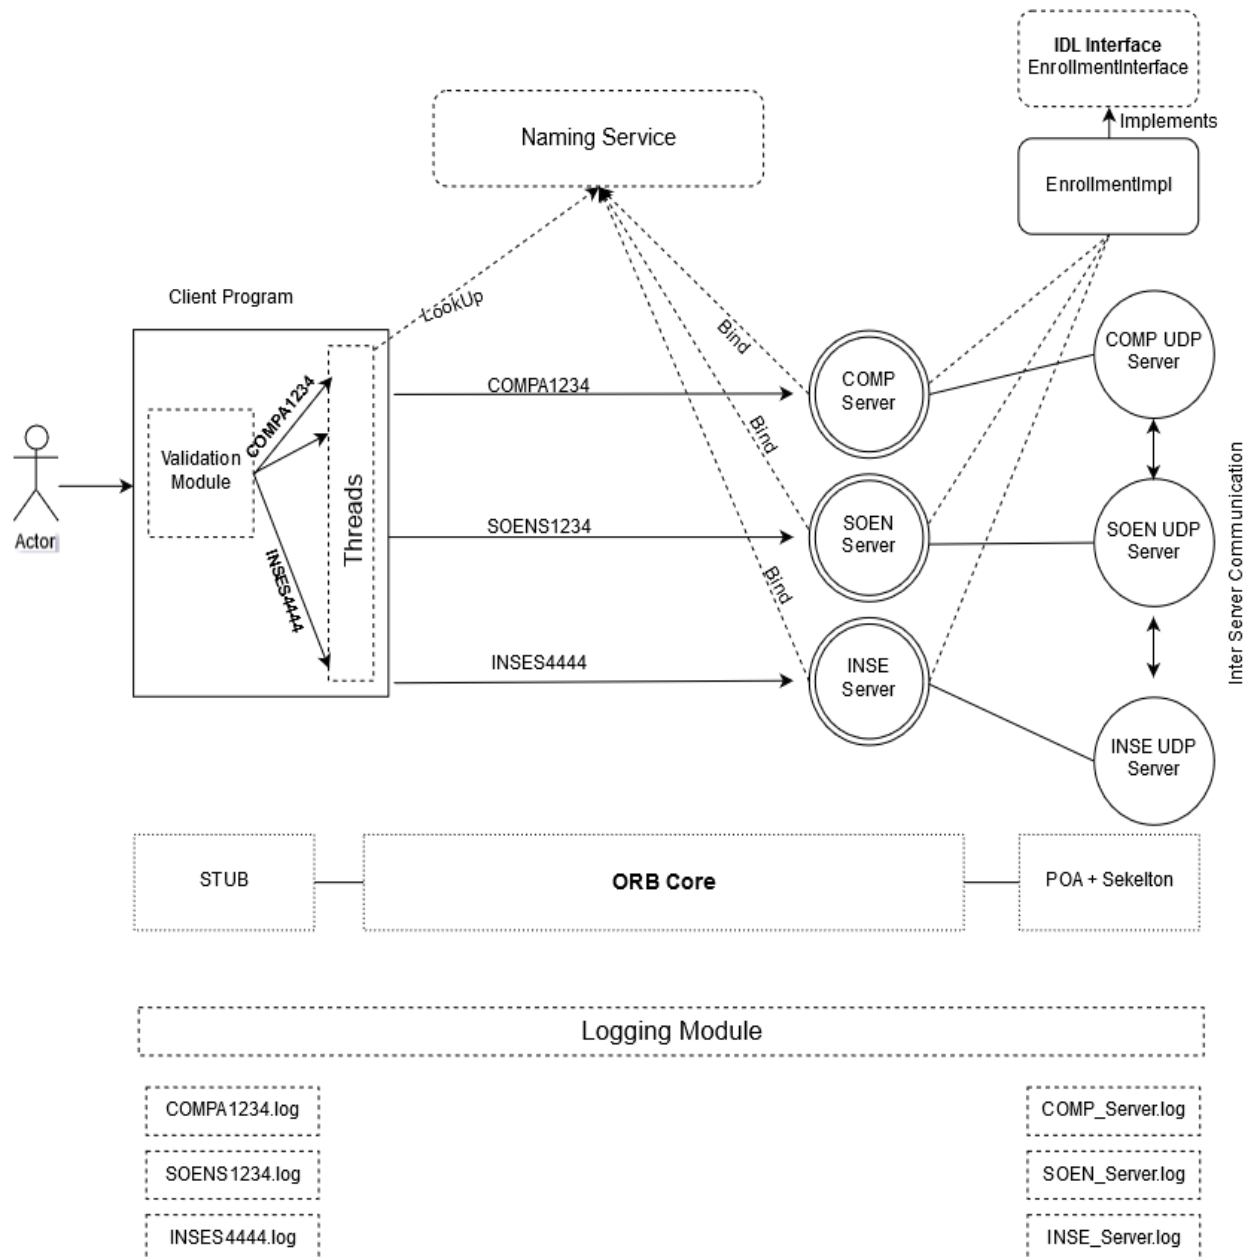 IDL Interface
EnrollmentInterface
Implements
Naming Service
EnrollmentImpl
Client Program
LookUp
Bind
COMP UDP
Server
COMPA1234
COMPA1234
COMP
Server
Bind
Validation
Module
Threads
Actor
SOENS1234
SOEN
Server
SOEN UDP
Server
Inter Server Communication
INSES4444
Bind
INSES4444
INSE
Server
INSE UDP
Server
STUB
ORB Core
POA + Sekelton
Logging Module
COMPA1234.log
COMP_Server.log
SOENS1234.log
SOEN_Server.log
INSES4444.log
INSE_Server.log